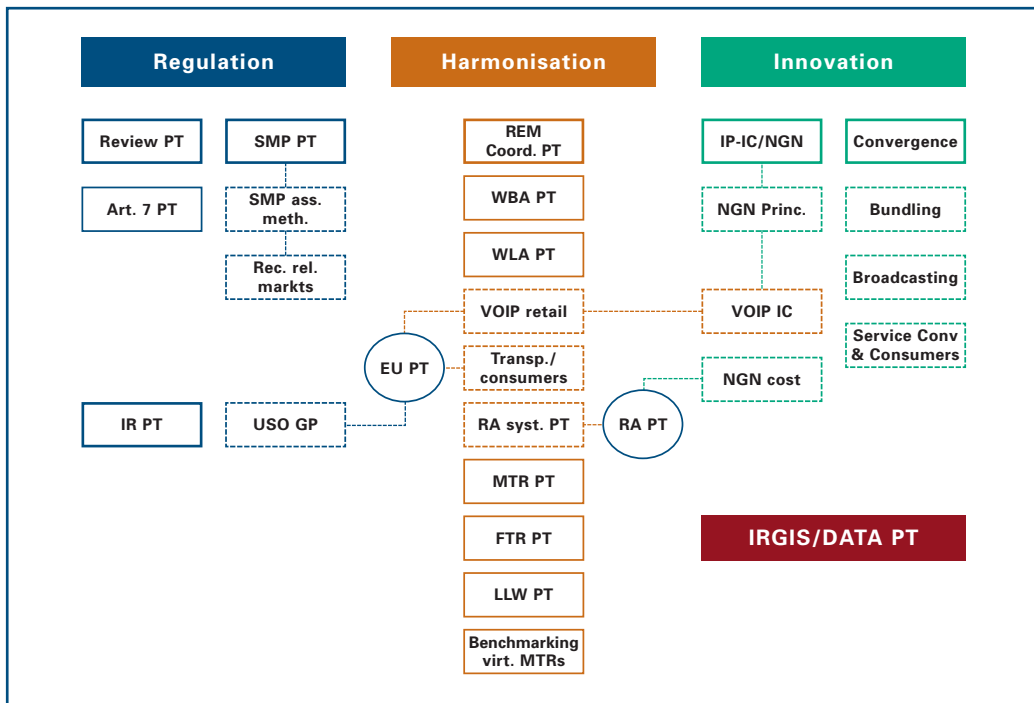 Regulation
Harmonisation
Innovation
Review PT
SMP PT
REM
Coord. PT
IP-IC/NGN
Convergence
Art. 7 PT
SMP ass.
meth.
WBA PT
NGN Princ.
Bundling
Rec. rel.
markts
WLA PT
Broadcasting
VOIP retail
VOIP IC
Service Conv
& Consumers
EU PT
Transp./
consumers
NGN cost
IR PT
USO GP
RA syst. PT
RA PT
MTR PT
FTR PT
IRGIS/DATA PT
LLW PT
Benchmarking
virt. MTRs